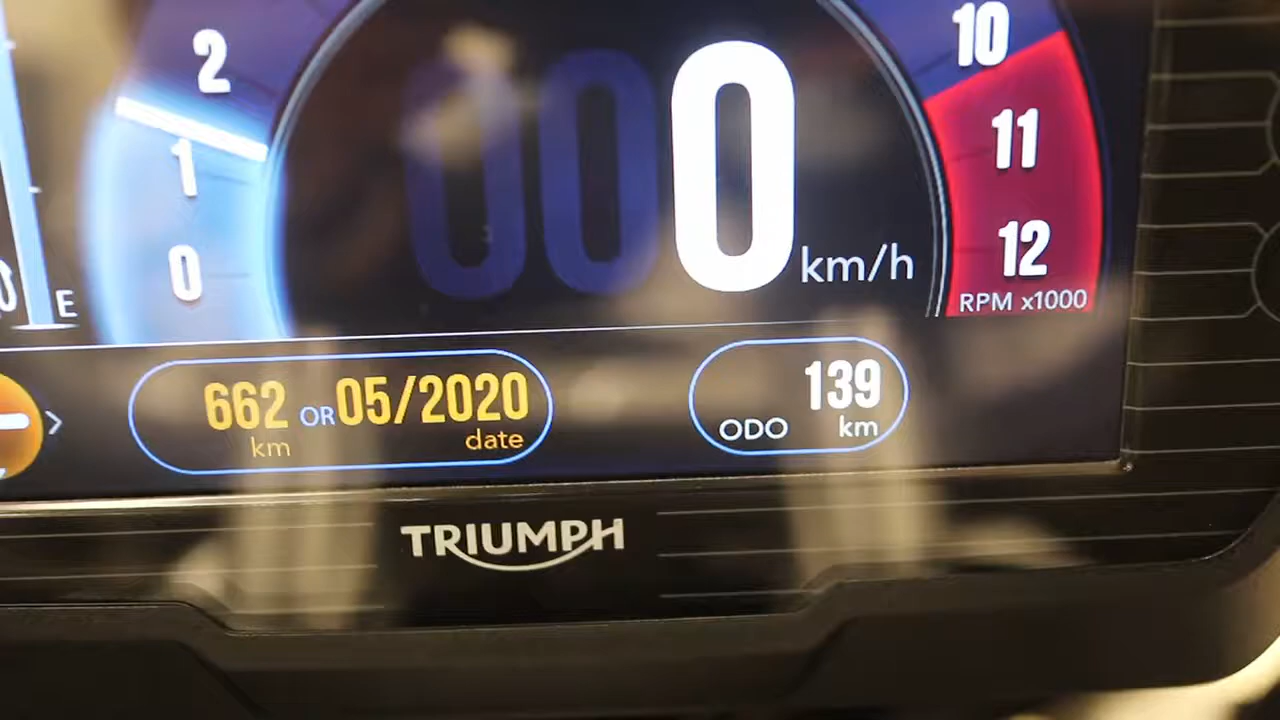 2
1
0
E
000 km/h
10
11
12
RPM x1000
662 km OR 05/2020 date
ODO 139 km
TRIUMPH